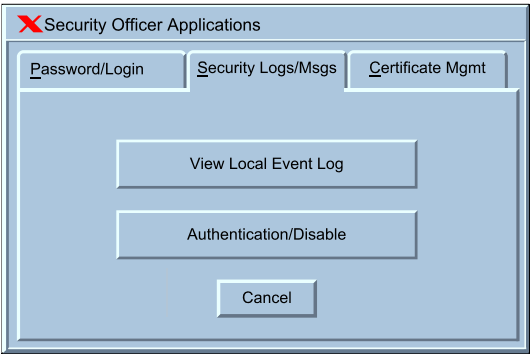 Security Officer Applications
Password/Login Security Logs/Msgs Certificate Mgmt
View Local Event Log
Authentication/Disable
Cancel